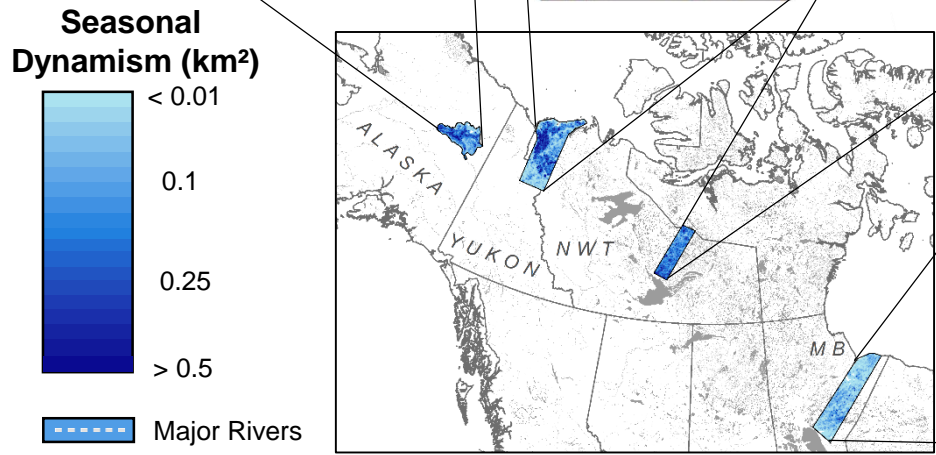 Seasonal
Dynamism (km²)
< 0.01
0.1
0.25
> 0.5
Major Rivers
ALASKA
YUKON
NWT
MB